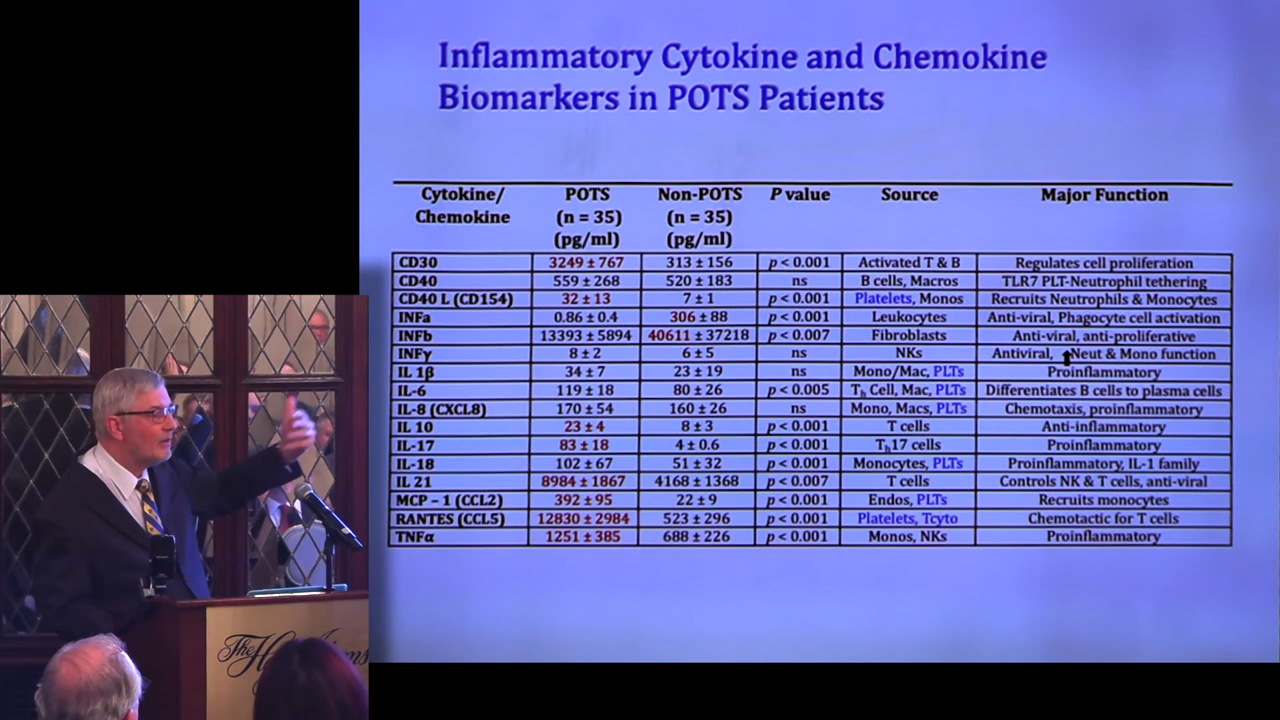 Inflammatory Cytokine and Chemokine
Biomarkers in POTS Patients
Cytokine/ POTS Non-POTS P value Source Major Function
Chemokine (n = 35) (n = 35)
(pg/ml) (pg/ml)
CD30 3249 ± 767 313 ± 156 p < 0.001 Activated T & B Regulates cell proliferation
CD40 559 ± 268 520 ± 183 ns B cells, Macros TLR7 PLT-Neutrophil tethering
CD40 L (CD154) 32 ± 13 7 ± 1 p < 0.001 Platelets, Monos Recruits Neutrophils & Monocytes
INFa 0.86 ± 0.4 306 ± 88 p < 0.001 Leukocytes Anti-viral, Phagocyte cell activation
INFb 13393 ± 5894 40611 ± 37218 p < 0.007 Fibroblasts Anti-viral, anti-proliferative
INFγ 8 ± 2 6 ± 5 ns NKs Antiviral, ↑Neut & Mono function
IL 1β 34 ± 7 23 ± 19 ns Mono/Mac, PLTs Proinflammatory
IL-6 119 ± 18 80 ± 26 p < 0.005 Th Cell, Mac, PLTs Differentiates B cells to plasma cells
IL-8 (CXCL8) 170 ± 54 160 ± 26 ns Mono, Macs, PLTs Chemotaxis, proinflammatory
IL 10 23 ± 4 8 ± 3 p < 0.001 T cells Anti-inflammatory
IL-17 83 ± 18 4 ± 0.6 p < 0.001 Th17 cells Proinflammatory
IL-18 102 ± 67 51 ± 32 p < 0.001 Monocytes, PLTs Proinflammatory, IL-1 family
IL 21 8984 ± 1867 4168 ± 1368 p < 0.007 T cells Controls NK & T cells, anti-viral
MCP – 1 (CCL2) 392 ± 95 22 ± 9 p < 0.001 Endos, PLTs Recruits monocytes
RANTES (CCL5) 12830 ± 2984 523 ± 296 p < 0.001 Platelets, Tcyto Chemotactic for T cells
TNFα 1251 ± 385 688 ± 226 p < 0.001 Monos, NKs Proinflammatory
The